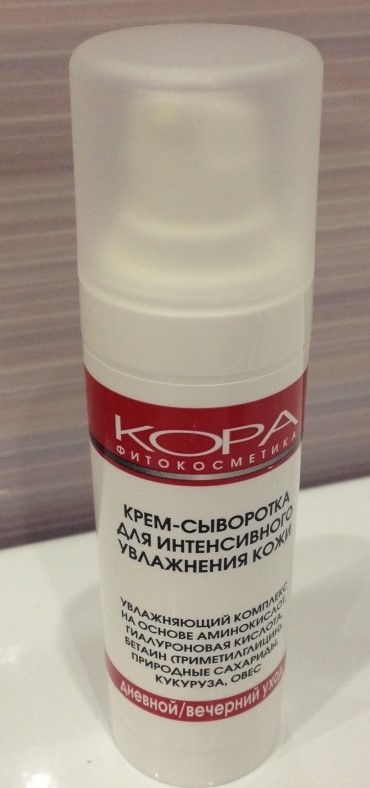 КОРА
ФИТОКОСМЕТИКА
КРЕМ-СЫВОРОТКА
ДЛЯ ИНТЕНСИВНОГО
УВЛАЖНЕНИЯ КОЖИ
УВЛАЖНЯЮЩИЙ КОМПЛЕКС
НА ОСНОВЕ АМИНОКИСЛОТ,
ГИАЛУРОНОВАЯ КИСЛОТА,
БЕТАИН (ТРИМЕТИЛГЛИЦИН),
ПРИРОДНЫЕ САХАРИДЫ,
КУКУРУЗА, ОВЕС
дневной/вечерний уход